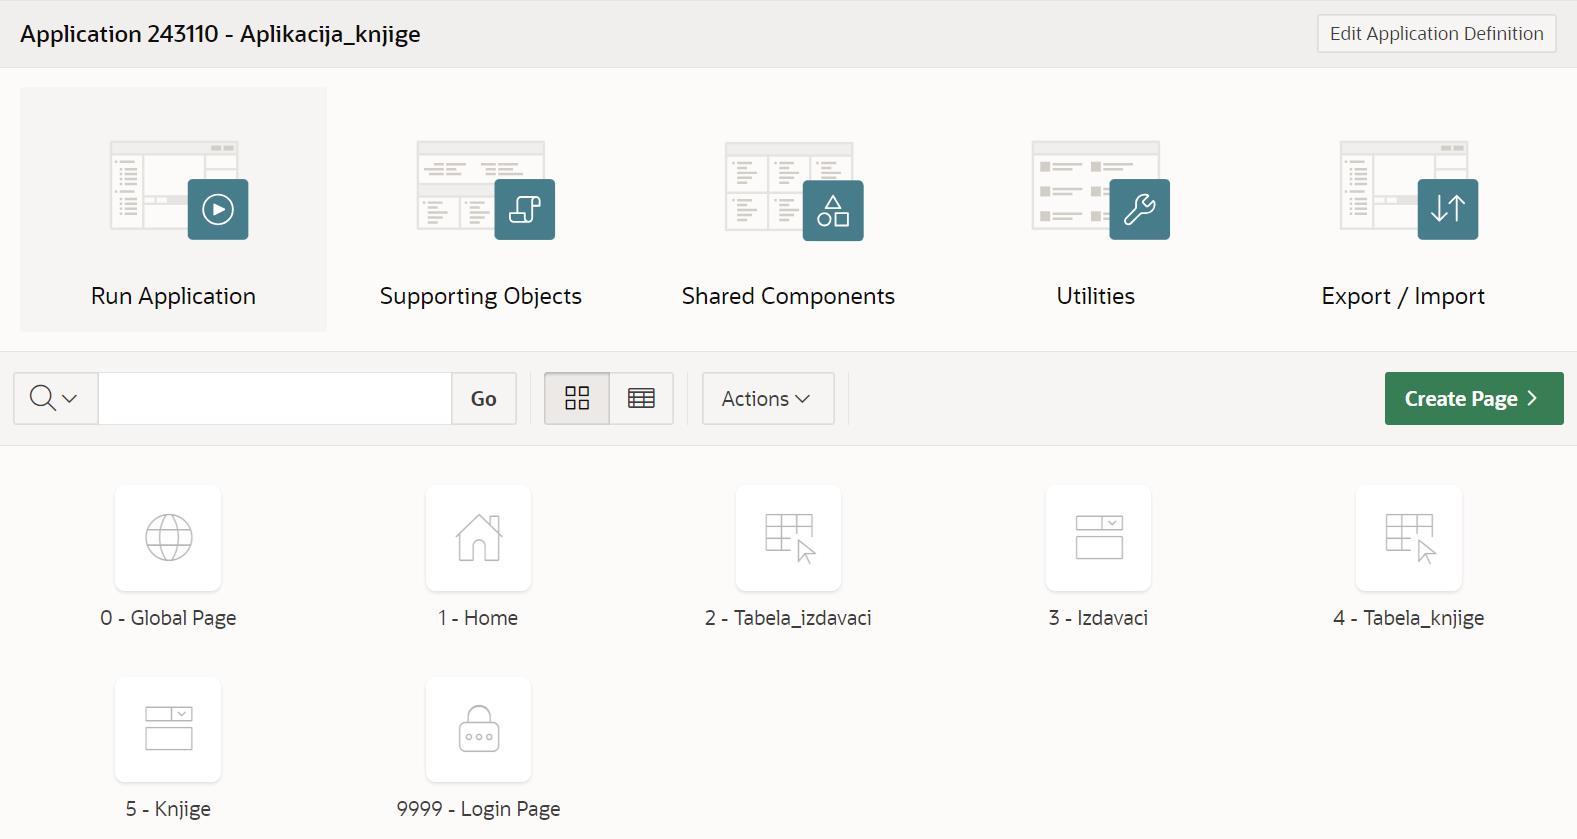 Application 243110 - Aplikacija_knjige
Edit Application Definition
Run Application
Supporting Objects
Shared Components
Utilities
Export / Import
Go
Actions
Create Page
0 - Global Page
1 - Home
2 - Tabela_izdavaci
3 - Izdavaci
4 - Tabela_knjige
5 - Knjige
9999 - Login Page